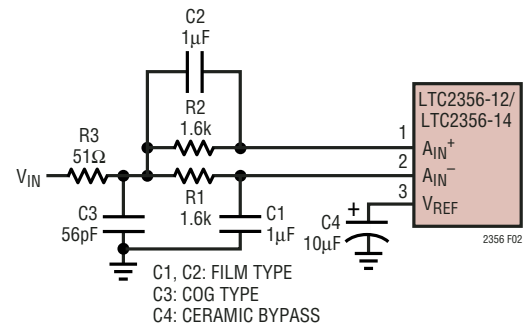 C2
1µF
R2
1.6k
R3
51Ω
VIN
R1
1.6k
C3
56pF
C1
1µF
C4
10µF
+
LTC2356-12/
LTC2356-14
1
AIN+
2
AIN−
3
VREF
2356 F02
C1, C2: FILM TYPE
C3: COG TYPE
C4: CERAMIC BYPASS